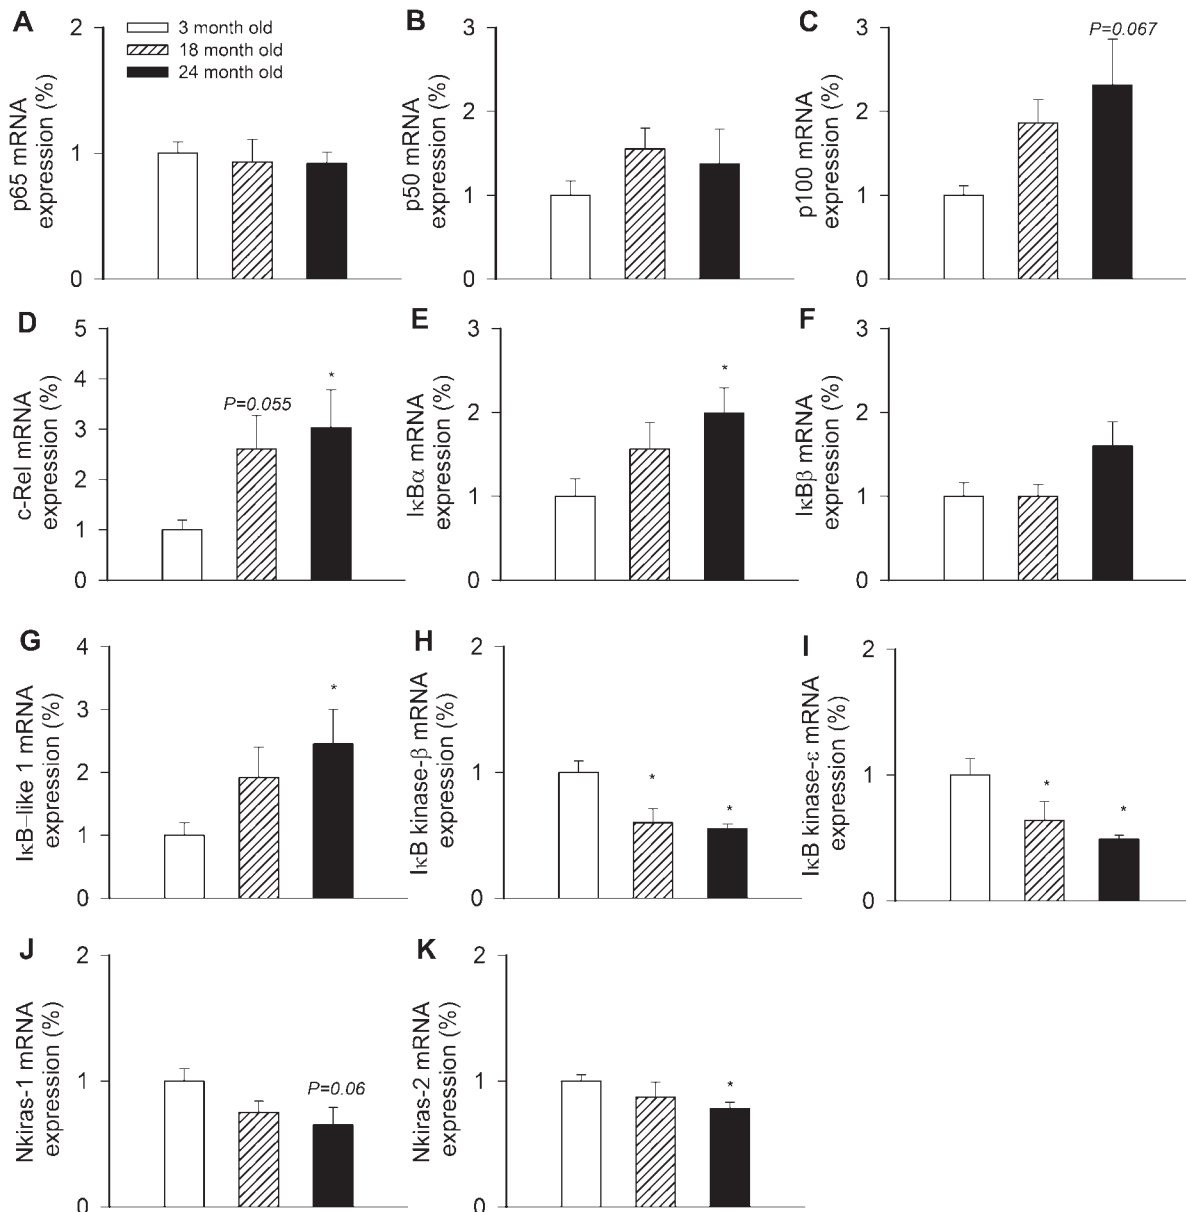 A
2
1
0
p65 mRNA
expression (%)
3 month old
18 month old
24 month old
B
3
2
1
0
p50 mRNA
expression (%)
C
3
2
1
0
p100 mRNA
expression (%)
P=0.067
D
5
4
3
2
1
0
c-Rel mRNA
expression (%)
P=0.055
*
E
3
2
1
0
IκBα mRNA
expression (%)
*
F
3
2
1
0
IκBβ mRNA
expression (%)
G
4
3
2
1
0
IκB–like 1 mRNA
expression (%)
*
H
2
1
0
IκB kinase-β mRNA
expression (%)
*
*
I
2
1
0
IκB kinase-ε mRNA
expression (%)
*
*
J
2
1
0
Nkiras-1 mRNA
expression (%)
P=0.06
K
2
1
0
Nkiras-2 mRNA
expression (%)
*